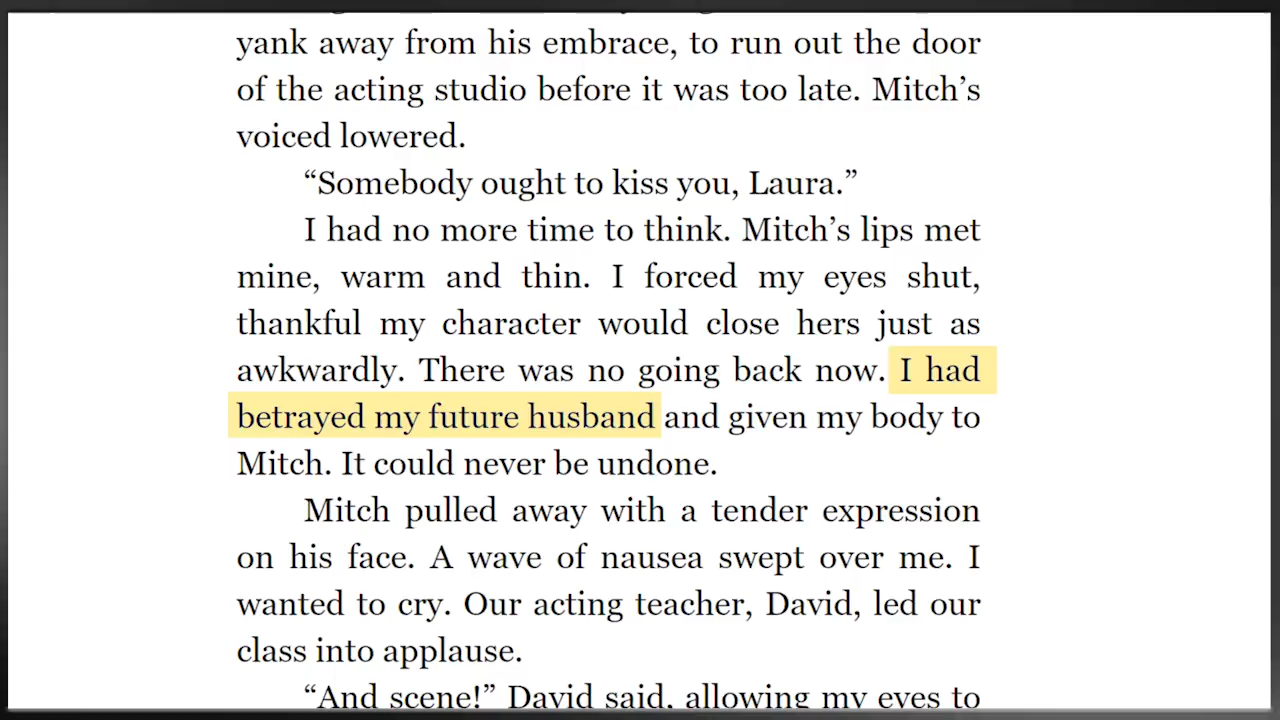 yank away from his embrace, to run out the door
of the acting studio before it was too late. Mitch’s
voiced lowered.
“Somebody ought to kiss you, Laura.”
I had no more time to think. Mitch’s lips met
mine, warm and thin. I forced my eyes shut,
thankful my character would close hers just as
awkwardly. There was no going back now. I had
betrayed my future husband and given my body to
Mitch. It could never be undone.
Mitch pulled away with a tender expression
on his face. A wave of nausea swept over me. I
wanted to cry. Our acting teacher, David, led our
class into applause.
“And scene!” David said, allowing my eyes to